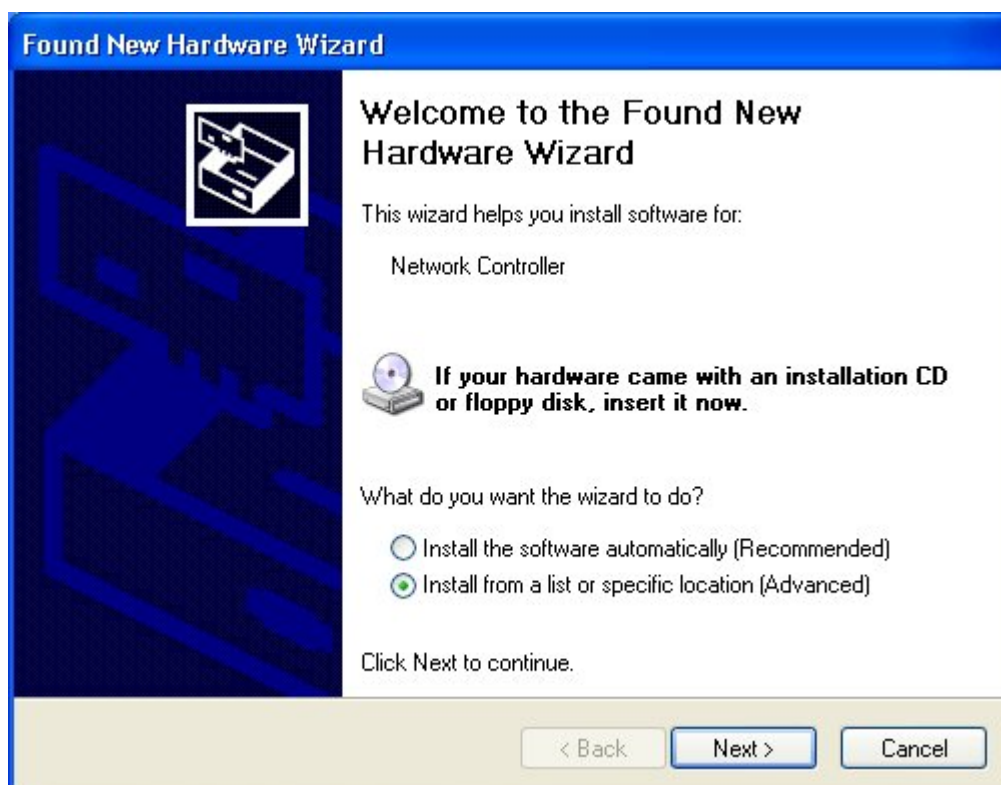 Found New Hardware Wizard
Welcome to the Found New
Hardware Wizard
This wizard helps you install software for:
Network Controller
If your hardware came with an installation CD
or floppy disk, insert it now.
What do you want the wizard to do?
Install the software automatically (Recommended)
Install from a list or specific location (Advanced)
Click Next to continue.
< Back Next > Cancel